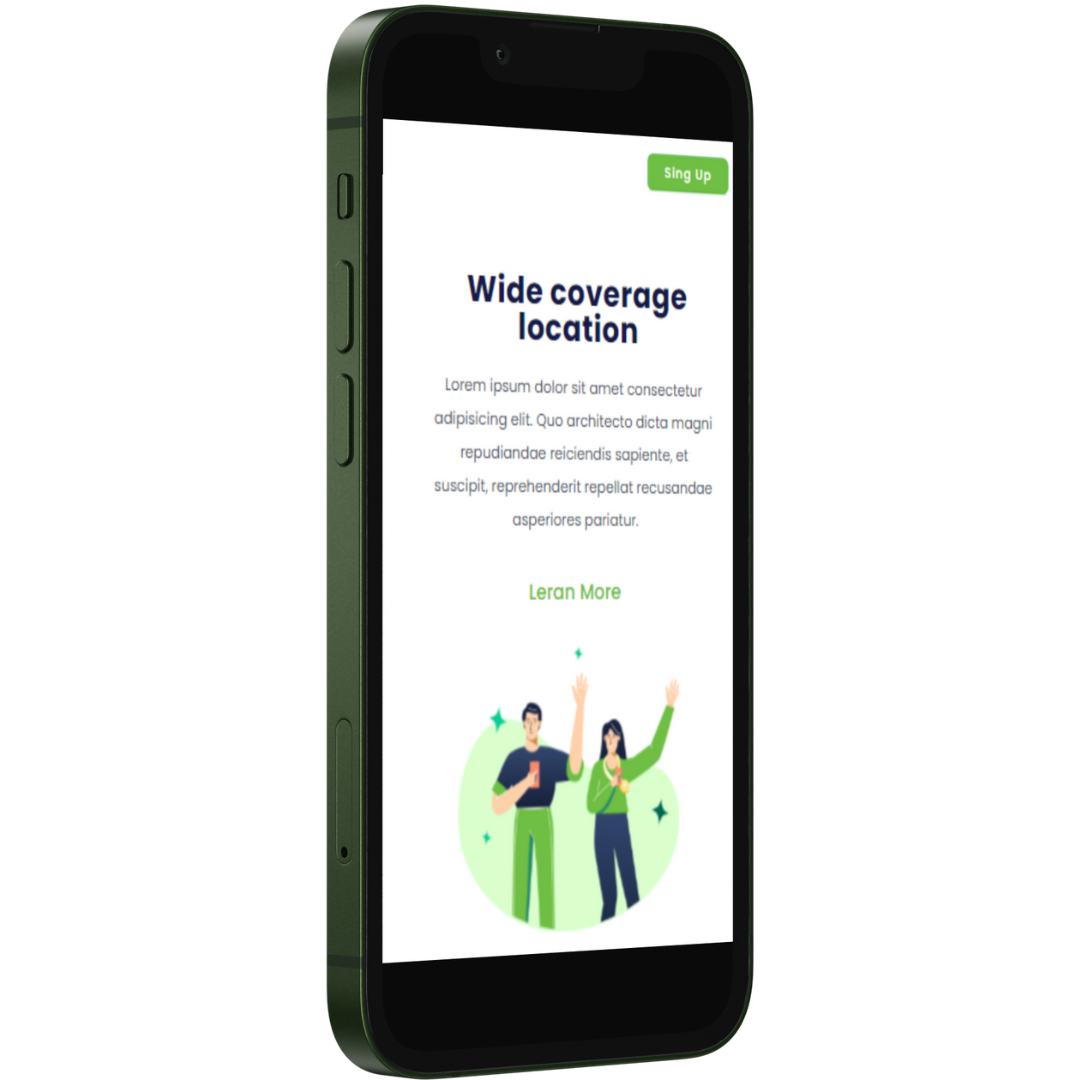 Sing Up
Wide coverage
location
Lorem ipsum dolor sit amet consectetur
adipisicing elit. Quo architecto dicta magni
repudiandae reiciendis sapiente, et
suscipit, reprehenderit repellat recusandae
asperiores pariatur.
Leran More